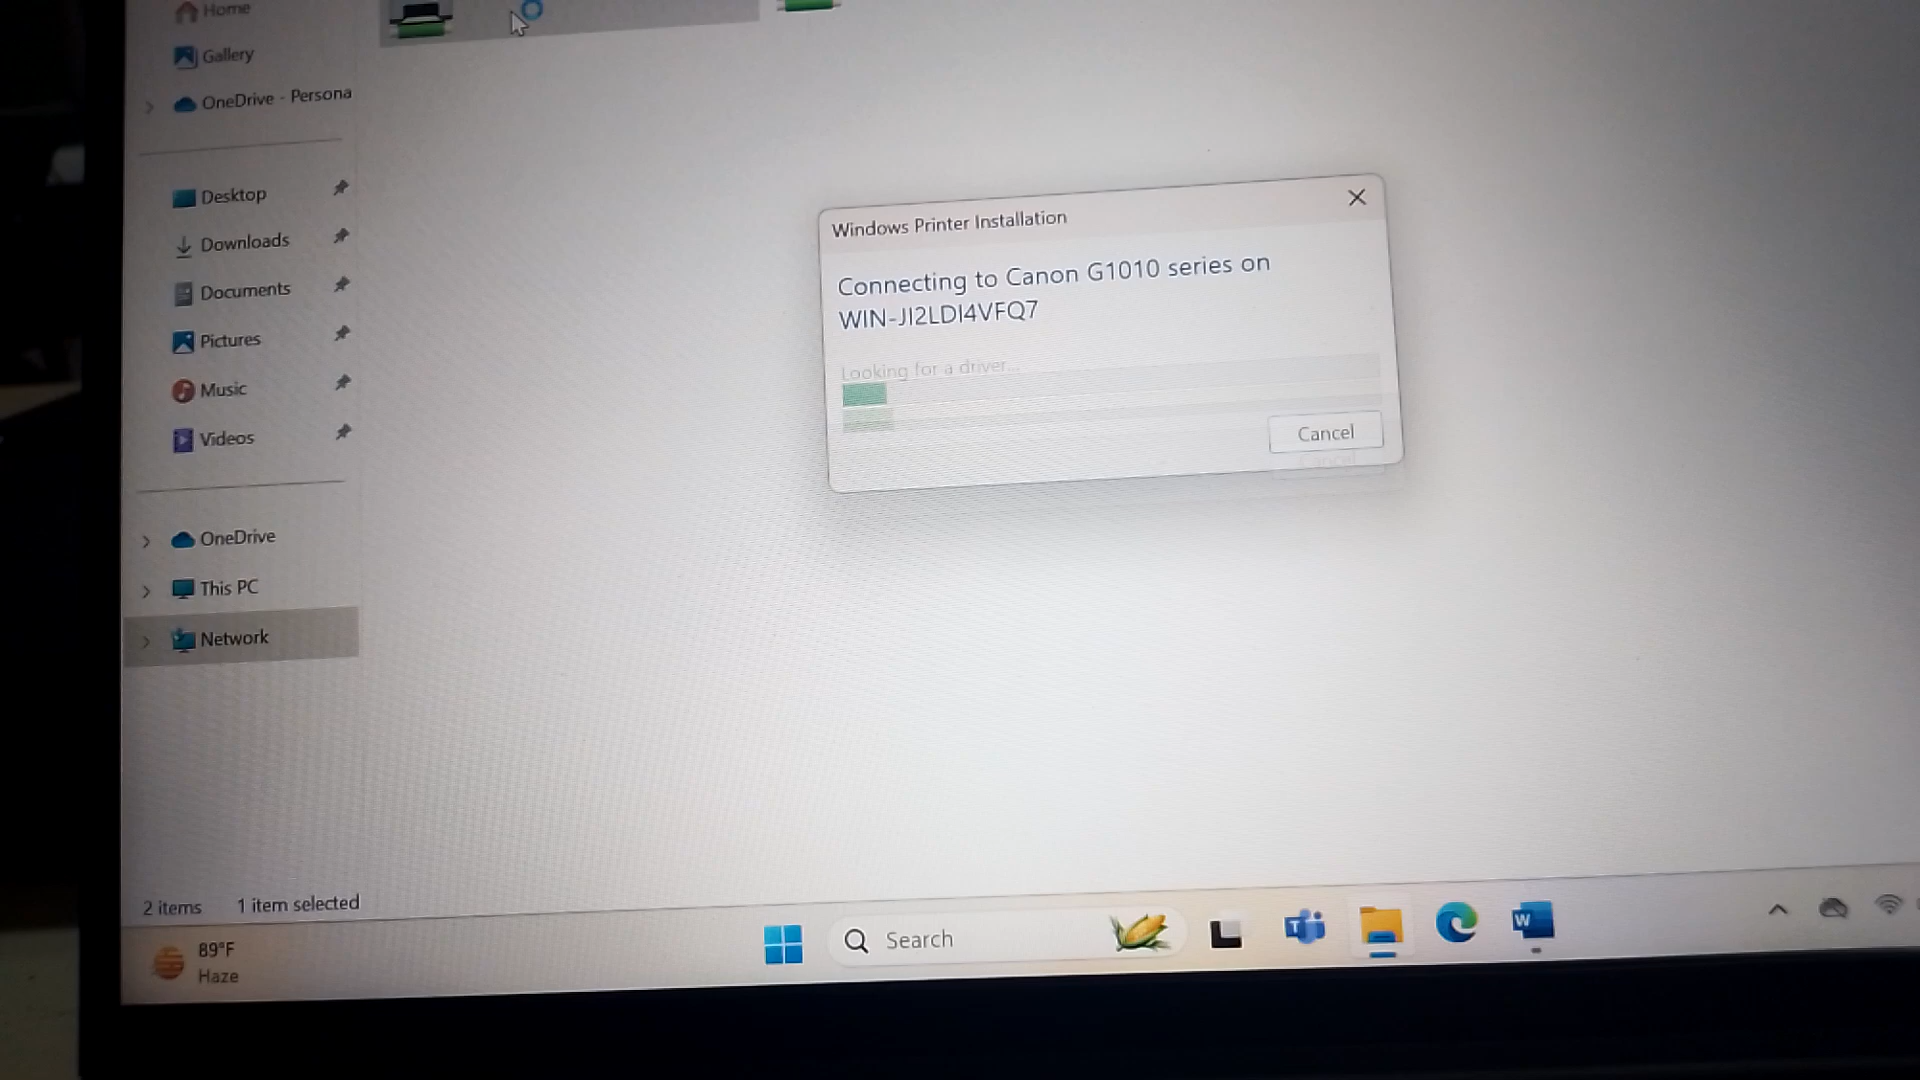 Home
Gallery
OneDrive - Persona
Desktop
Downloads
Documents
Pictures
Music
Videos
OneDrive
This PC
Network
Windows Printer Installation
Connecting to Canon G1010 series on
WIN-JI2LDI4VFQ7
Looking for a driver...
Cancel
Cancel
2 items 1 item selected
89°F
Haze
Search
T
W